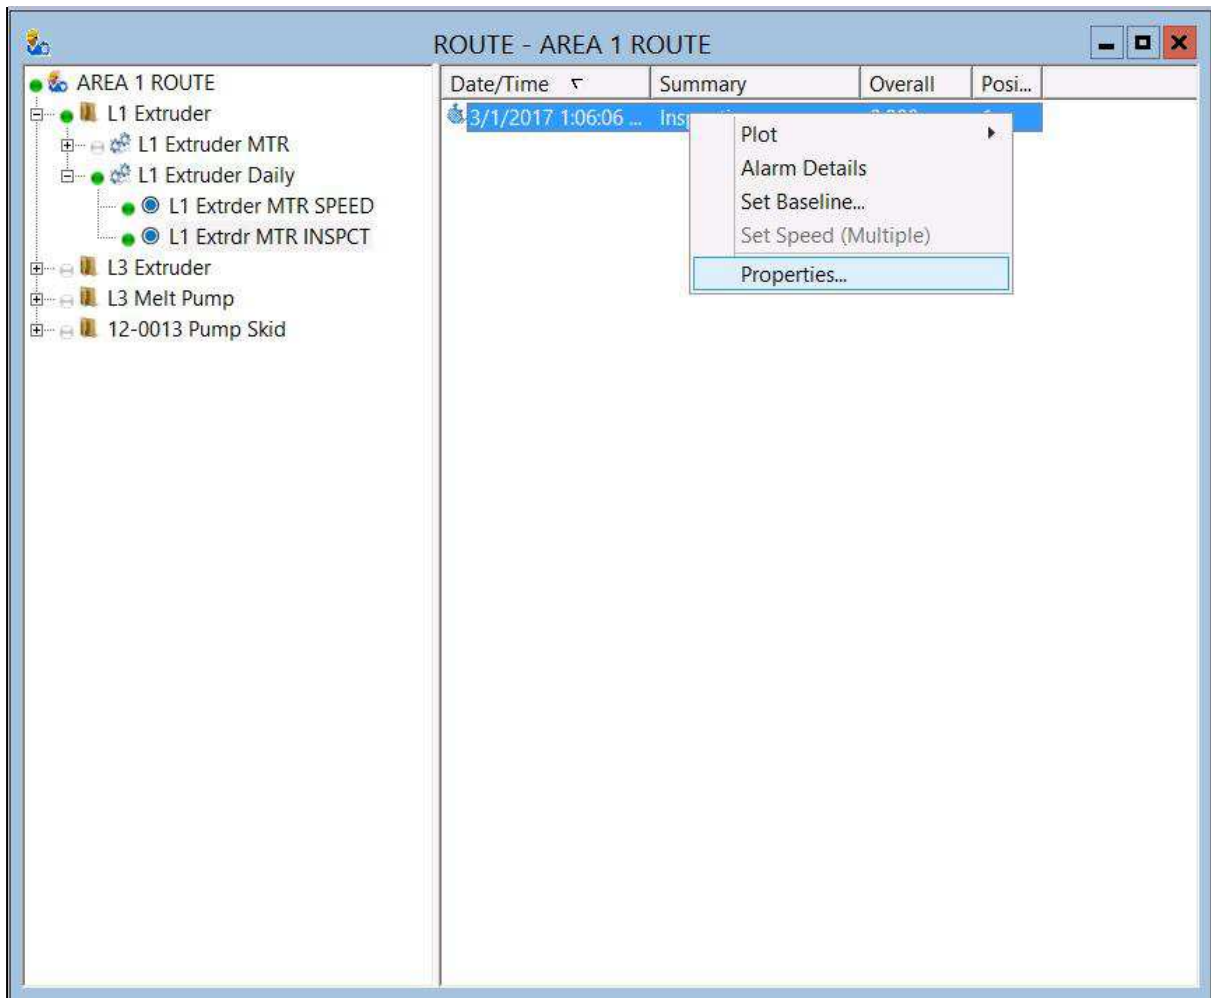 ROUTE - AREA 1 ROUTE
AREA 1 ROUTE
L1 Extruder
L1 Extruder MTR
L1 Extruder Daily
L1 Extrder MTR SPEED
L1 Extrdr MTR INSPCT
L3 Extruder
L3 Melt Pump
12-0013 Pump Skid
Date/Time Summary Overall Posi...
3/1/2017 1:06:06 ...
Plot
Alarm Details
Set Baseline...
Set Speed (Multiple)
Properties...